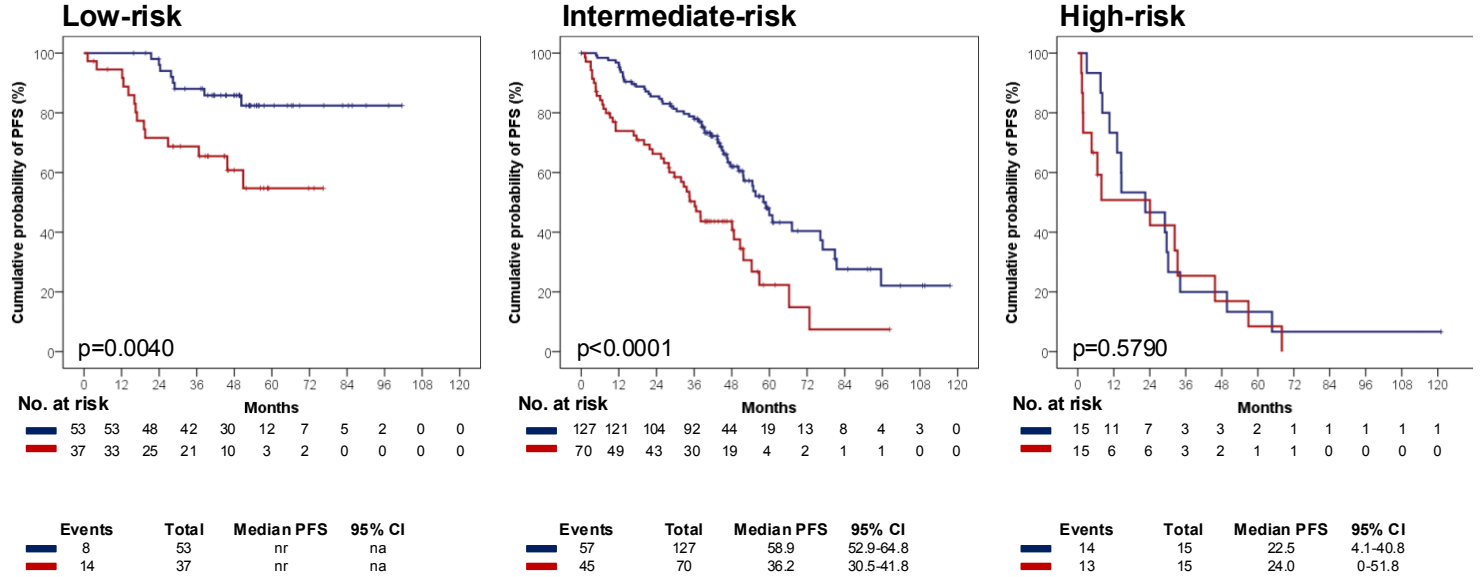 Low-risk
Cumulative probability of PFS (%)
100
80
60
40
20
0
p=0.0040
0 12 24 36 48 60 72 84 96 108 120
No. at risk
Months
53 53 48 42 30 12 7 5 2 0 0
37 33 25 21 10 3 2 0 0 0 0
Events Total Median PFS 95% CI
8 53 nr na
14 37 nr na
Intermediate-risk
Cumulative probability of PFS (%)
100
80
60
40
20
0
p<0.0001
0 12 24 36 48 60 72 84 96 108 120
No. at risk
Months
127 121 104 92 44 19 13 8 4 3 0
70 49 43 30 19 4 2 1 1 0 0
Events Total Median PFS 95% CI
57 127 58.9 52.9-64.8
45 70 36.2 30.5-41.8
High-risk
Cumulative probability of PFS (%)
100
80
60
40
20
0
p=0.5790
0 12 24 36 48 60 72 84 96 108 120
No. at risk
Months
15 11 7 3 3 2 1 1 1 1 1
15 6 6 3 2 1 1 0 0 0 0
Events Total Median PFS 95% CI
14 15 22.5 4.1-40.8
13 15 24.0 0-51.8